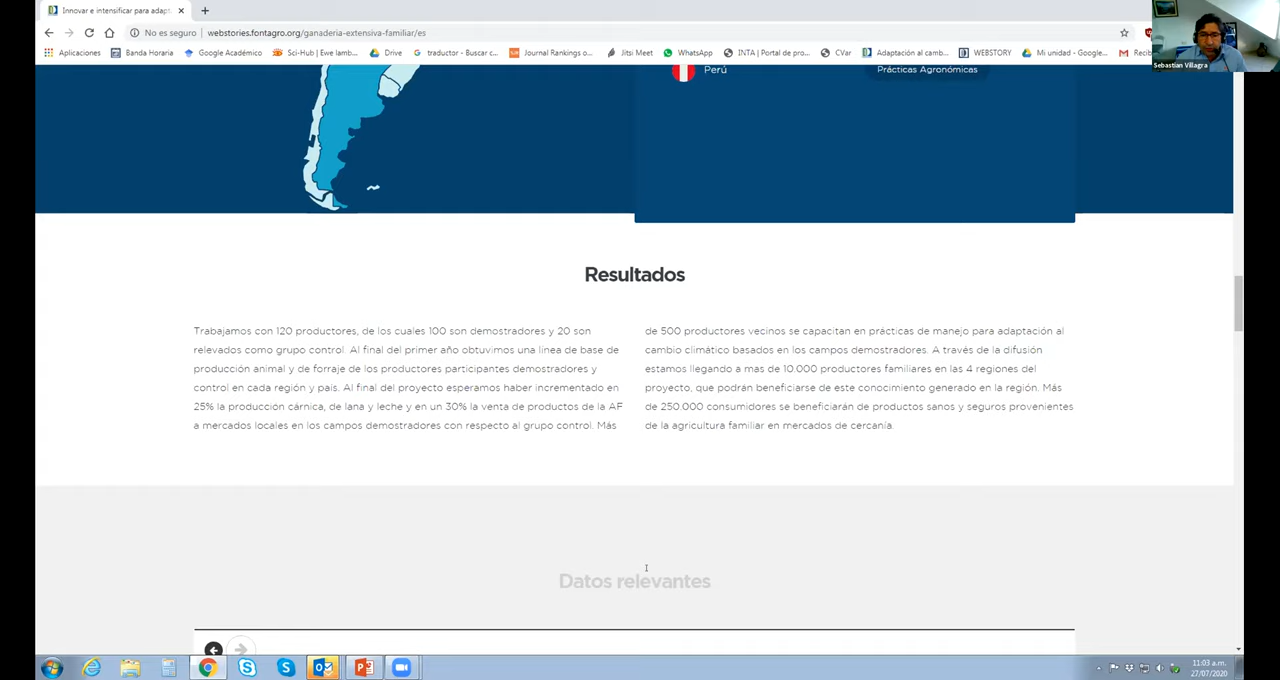 Innovar e intensificar para adapt
No es seguro
webstories.fontagro.org/ganaderia-extensiva-familiar/es
Aplicaciones
Banda Horaria
Google Académico
Sci-Hub | Ewe lamb...
Drive
traductor - Buscar c...
Journal Rankings o...
Jitsi Meet
WhatsApp
INTA | Portal de pro...
CVar
Adaptación al camb...
WEBSTORY
Mi unidad - Google...
Sebastian Villagra
Perú
Prácticas Agronómicas
Resultados
Trabajamos con 120 productores, de los cuales 100 son demostradores y 20 son
relevados como grupo control. Al final del primer año obtuvimos una línea de base de
producción animal y de forraje de los productores participantes demostradores y
control en cada región y país. Al final del proyecto esperamos haber incrementado en
25% la producción cárnica, de lana y leche y en un 30% la venta de productos de la AF
a mercados locales en los campos demostradores con respecto al grupo control. Más
de 500 productores vecinos se capacitan en prácticas de manejo para adaptación al
cambio climático basados en los campos demostradores. A través de la difusión
estamos llegando a mas de 10.000 productores familiares en las 4 regiones del
proyecto, que podrán beneficiarse de este conocimiento generado en la región. Más
de 250.000 consumidores se beneficiarán de productos sanos y seguros provenientes
de la agricultura familiar en mercados de cercanía.
Datos relevantes
11:03 a.m.
27/07/2020